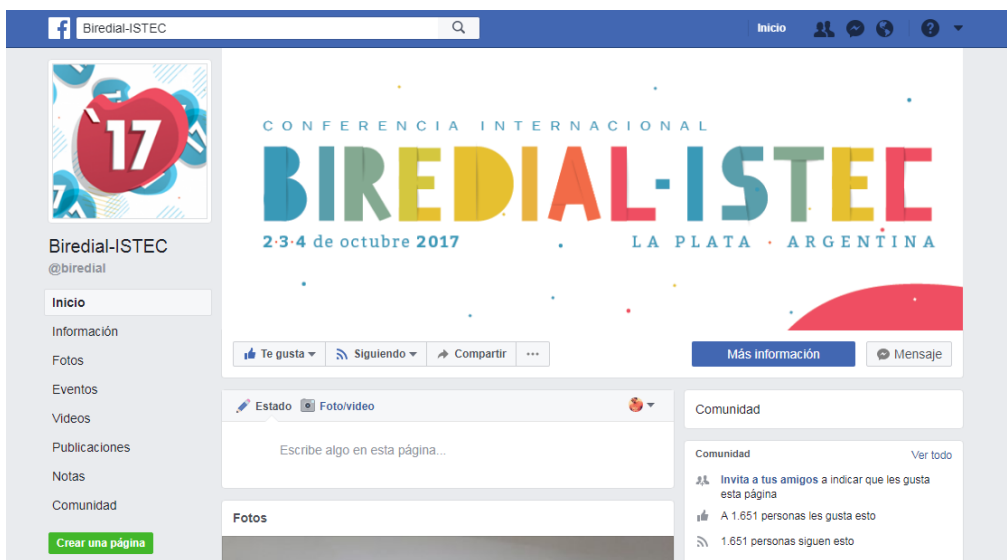 Biredial-ISTEC
Inicio
`17
CONFERENCIA INTERNACIONAL
BIREDIAL-ISTEC
2·3·4 de octubre 2017
LA PLATA · ARGENTINA
Biredial-ISTEC
@biredial
Inicio
Información
Fotos
Eventos
Videos
Publicaciones
Notas
Comunidad
Crear una página
Te gusta
Siguiendo
Compartir
Más información
Mensaje
Estado
Foto/video
Escribe algo en esta página...
Fotos
Comunidad
Comunidad
Ver todo
Invita a tus amigos a indicar que les gusta
esta página
A 1.651 personas les gusta esto
1.651 personas siguen esto